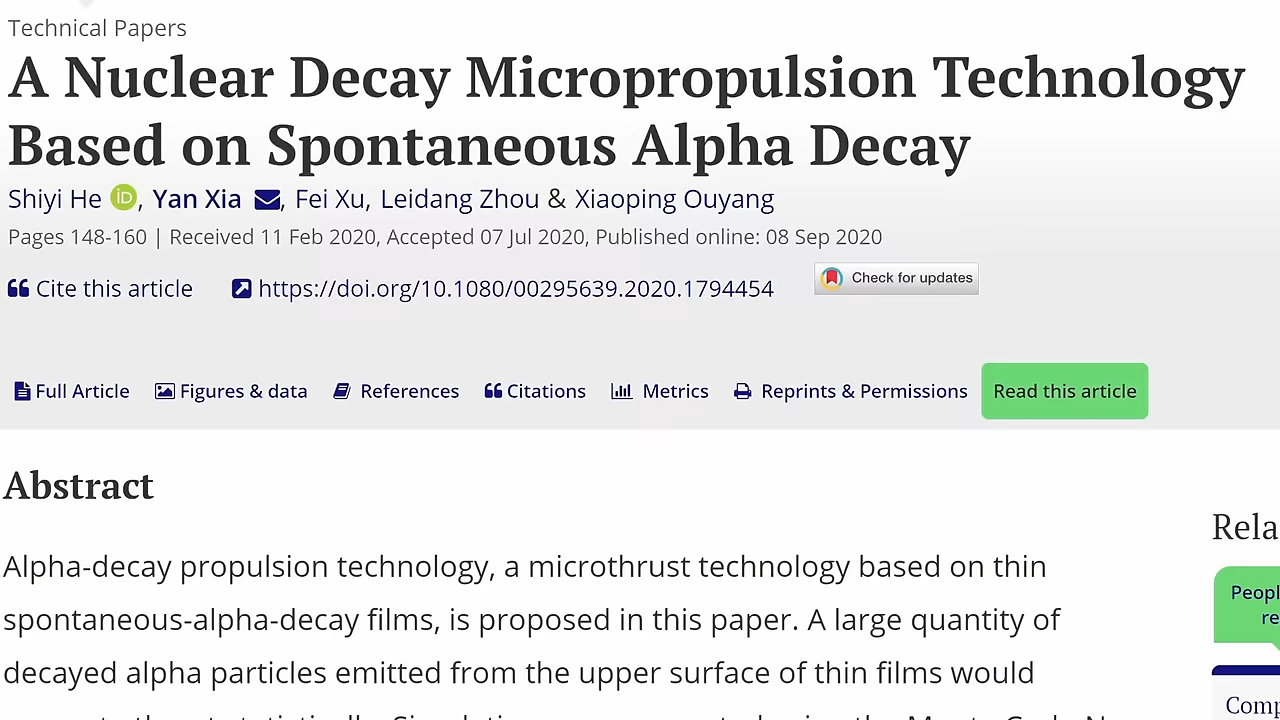 Technical Papers
A Nuclear Decay Micropropulsion Technology
Based on Spontaneous Alpha Decay
Shiyi He iD, Yan Xia, Fei Xu, Leidang Zhou & Xiaoping Ouyang
Pages 148-160 | Received 11 Feb 2020, Accepted 07 Jul 2020, Published online: 08 Sep 2020
Cite this article https://doi.org/10.1080/00295639.2020.1794454 Check for updates
Full Article Figures & data References Citations Metrics Reprints & Permissions Read this article
Abstract
Rela
Alpha-decay propulsion technology, a microthrust technology based on thin
Peopl
spontaneous-alpha-decay films, is proposed in this paper. A large quantity of
re
decayed alpha particles emitted from the upper surface of thin films would
Comp